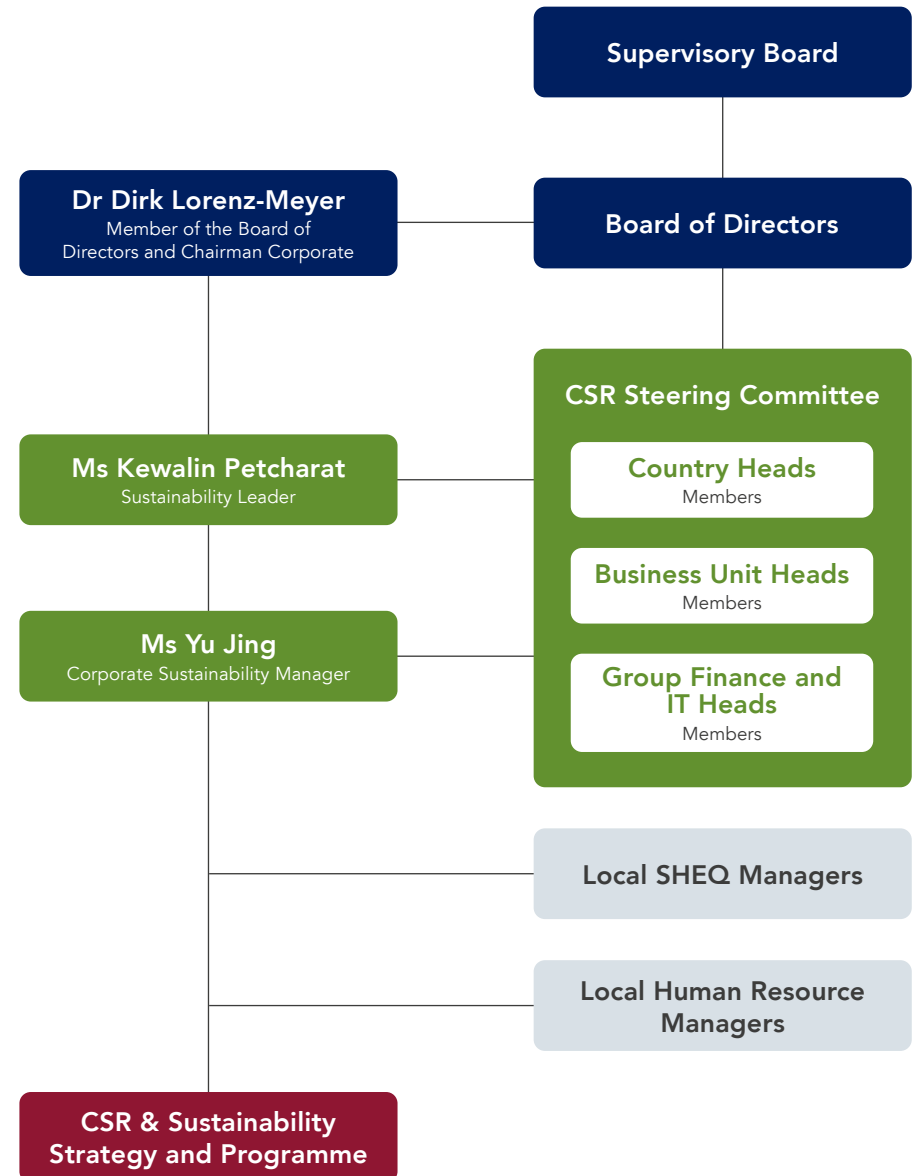 Supervisory Board
Dr Dirk Lorenz-Meyer
Member of the Board of
Directors and Chairman Corporate
Board of Directors
CSR Steering Committee
Ms Kewalin Petcharat
Sustainability Leader
Country Heads
Members
Business Unit Heads
Members
Ms Yu Jing
Corporate Sustainability Manager
Group Finance and
IT Heads
Members
Local SHEQ Managers
Local Human Resource
Managers
CSR & Sustainability
Strategy and Programme